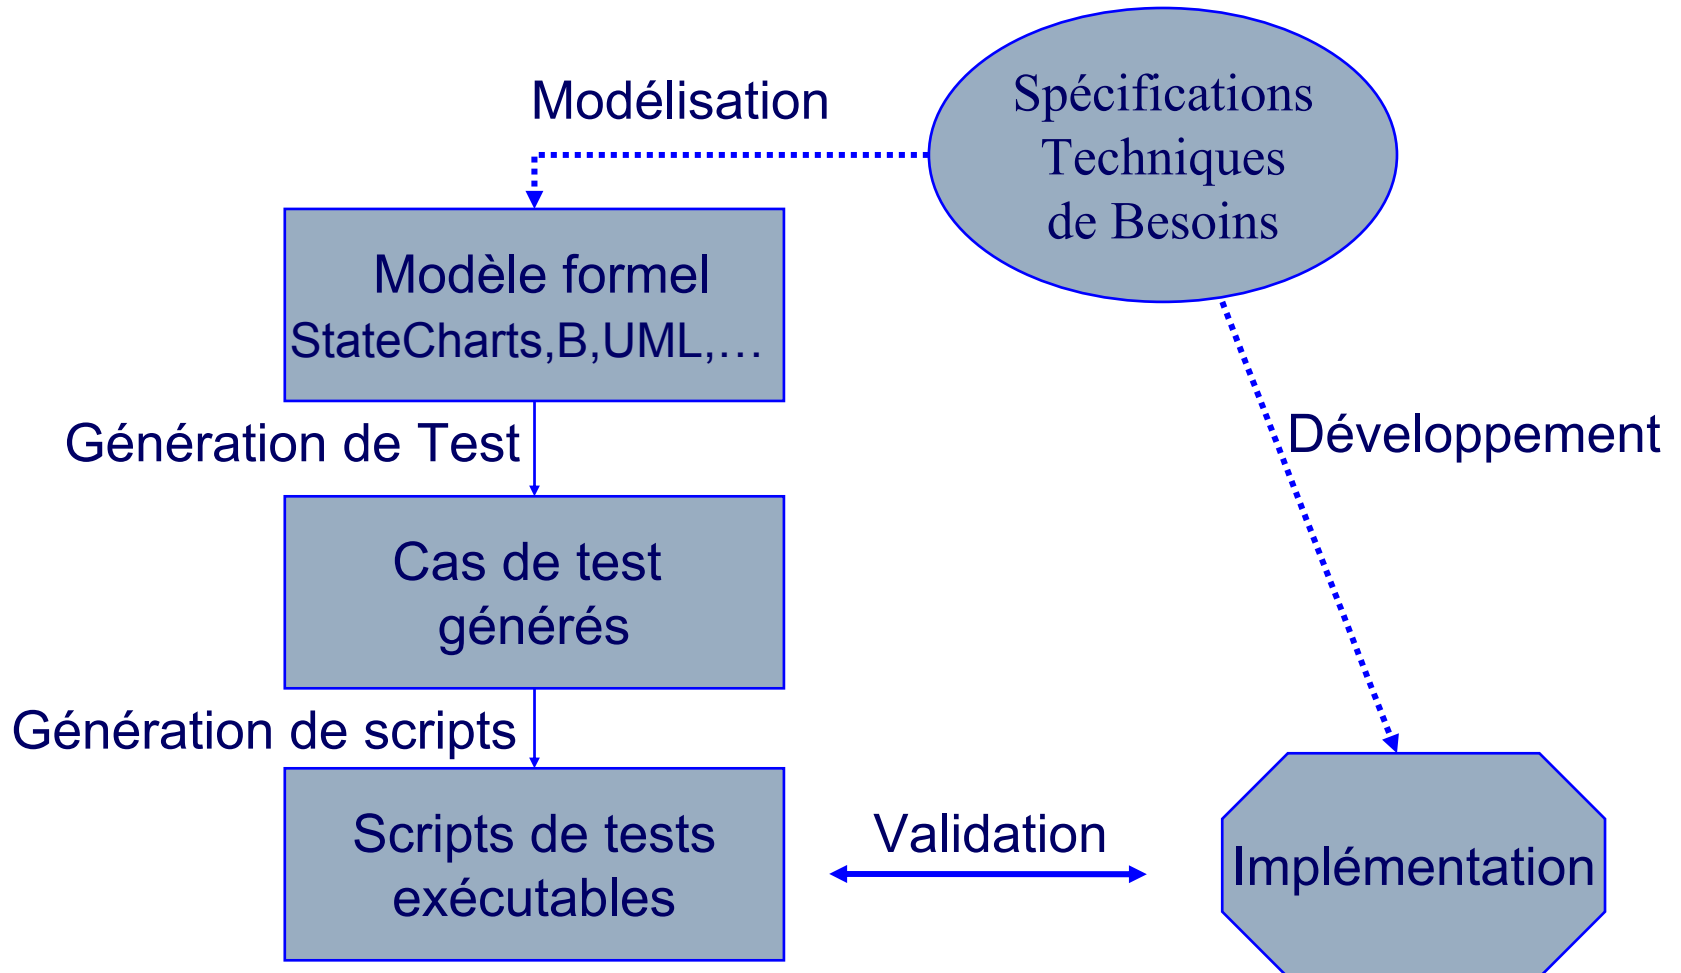 Modélisation
Spécifications
Techniques
de Besoins
Modèle formel
StateCharts,B,UML,…
Génération de Test
Développement
Cas de test
générés
Génération de scripts
Scripts de tests
exécutables
Validation
Implémentation